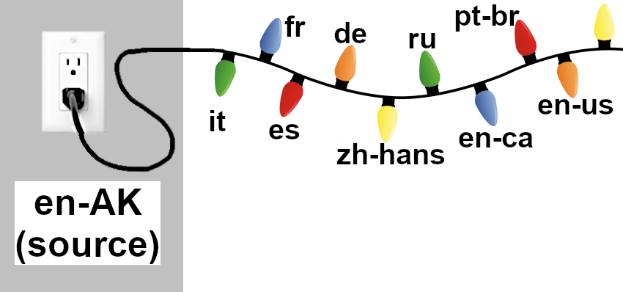 en-AK
(source)
it
fr
es
de
zh-hans
ru
en-ca
pt-br
en-us